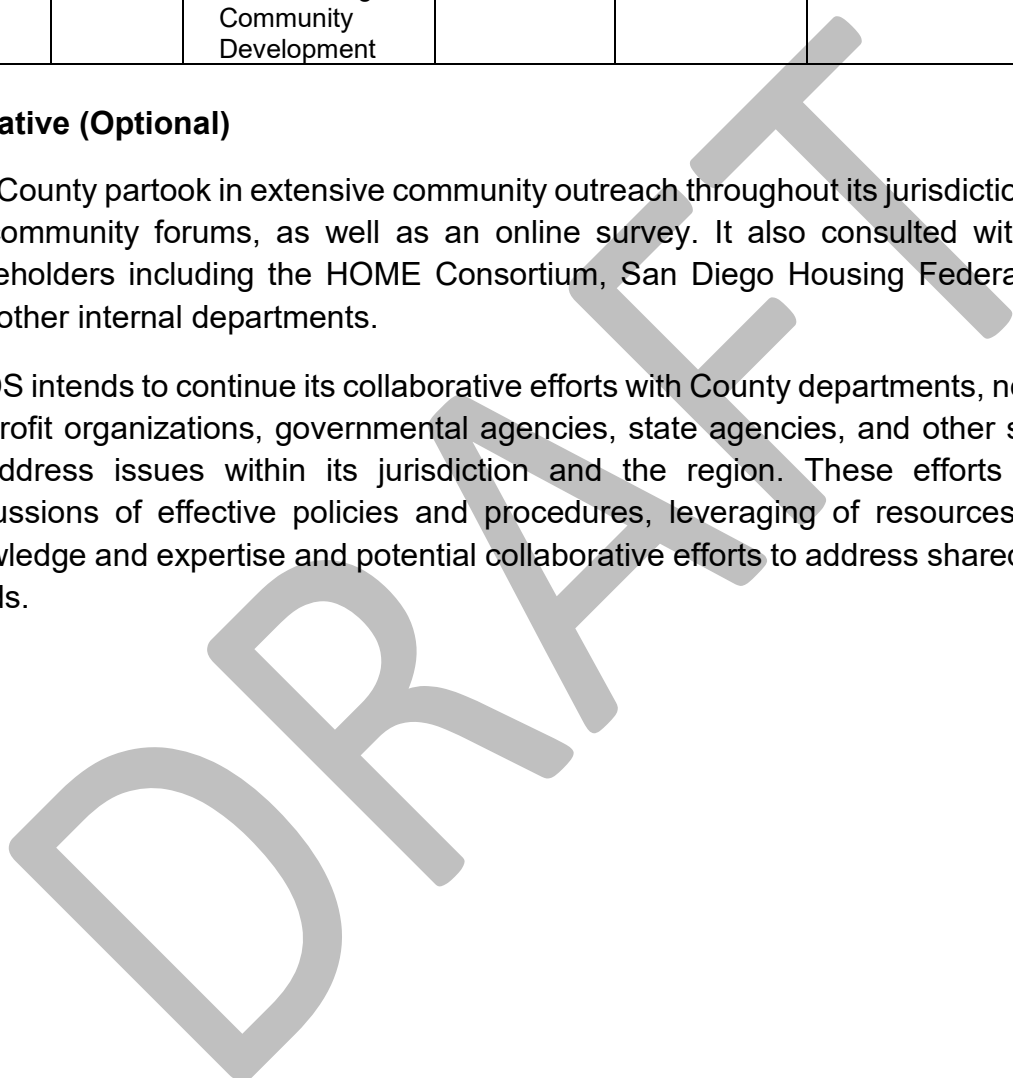 Community
Development
ative (Optional)
County partook in extensive community outreach throughout its jurisdictio
ommunity forums, as well as an online survey. It also consulted wit
eholders including the HOME Consortium, San Diego Housing Federa
other internal departments.
S intends to continue its collaborative efforts with County departments, n
rofit organizations, governmental agencies, state agencies, and other s
ddress issues within its jurisdiction and the region. These efforts
ussions of effective policies and procedures, leveraging of resources
wledge and expertise and potential collaborative efforts to address shared
ls.
DRAFT